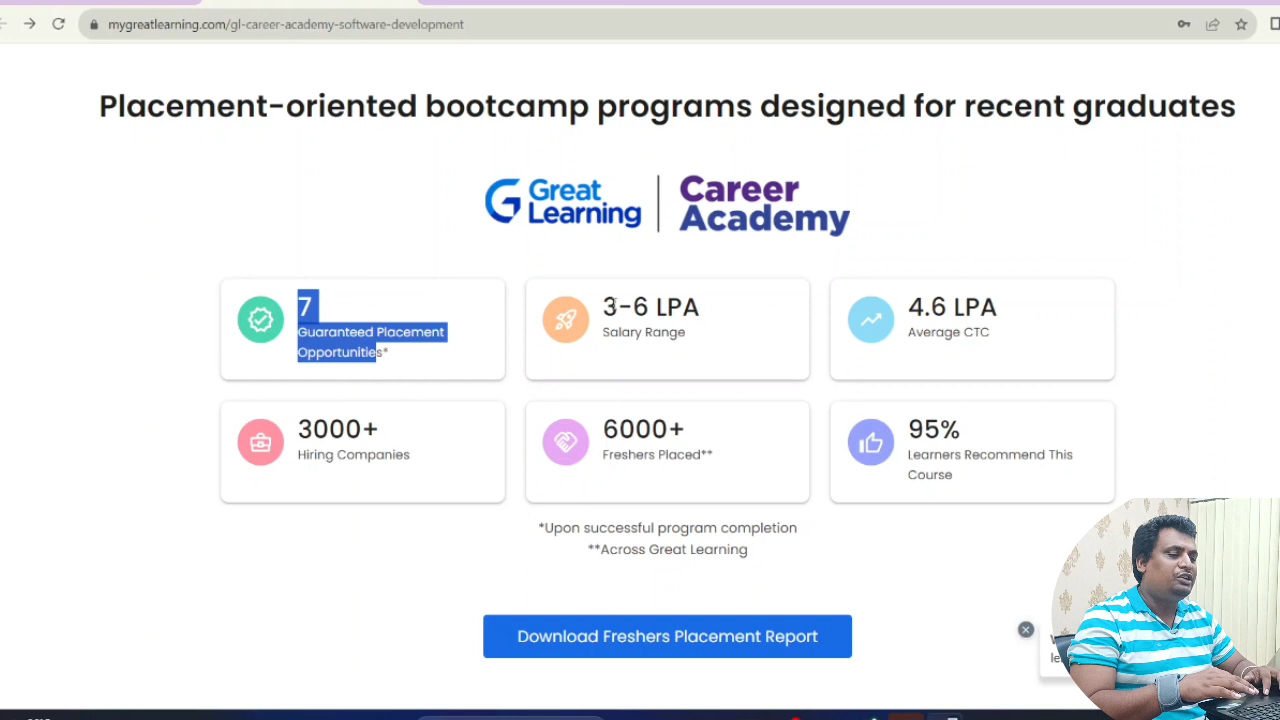 mygreatlearning.com/gl-career-academy-software-development
Placement-oriented bootcamp programs designed for recent graduates
Great Learning
Career Academy
7
Guaranteed Placement
Opportunities*
3-6 LPA
Salary Range
4.6 LPA
Average CTC
3000+
Hiring Companies
6000+
Freshers Placed**
95%
Learners Recommend This
Course
*Upon successful program completion
**Across Great Learning
Download Freshers Placement Report